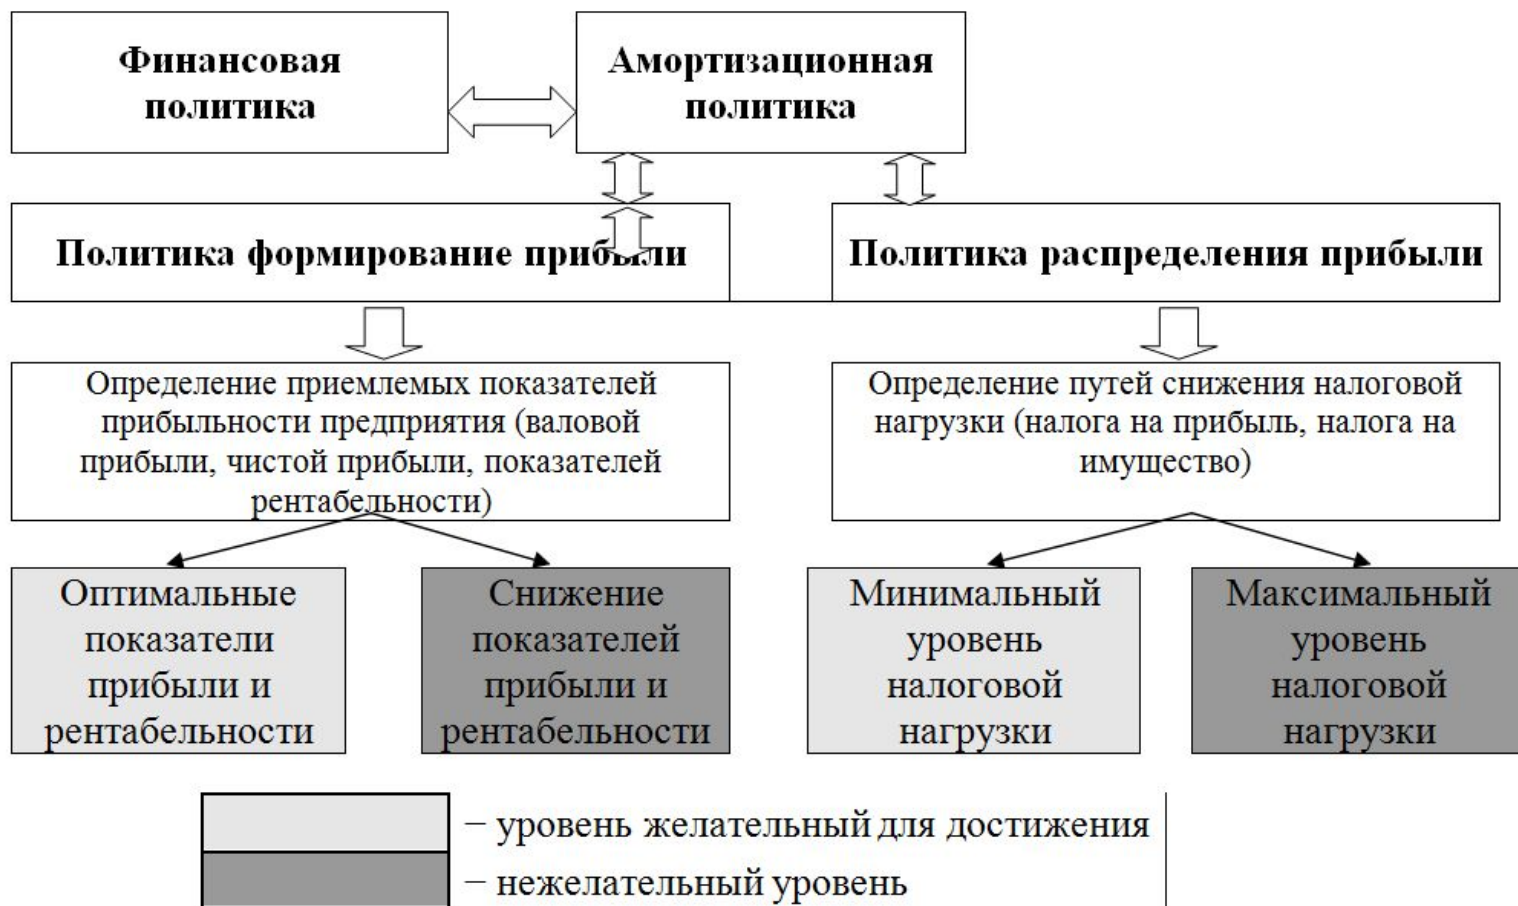 Финансовая
политика
Амортизационная
политика
Политика формирование прибыли
Политика распределения прибыли
Определение приемлемых показателей
прибыльности предприятия (валовой
прибыли, чистой прибыли, показателей
рентабельности)
Определение путей снижения налоговой
нагрузки (налога на прибыль, налога на
имущество)
Оптимальные
показатели
прибыли и
рентабельности
Снижение
показателей
прибыли и
рентабельности
Минимальный
уровень
налоговой
нагрузки
Максимальный
уровень
налоговой
нагрузки
− уровень желательный для достижения
− нежелательный уровень